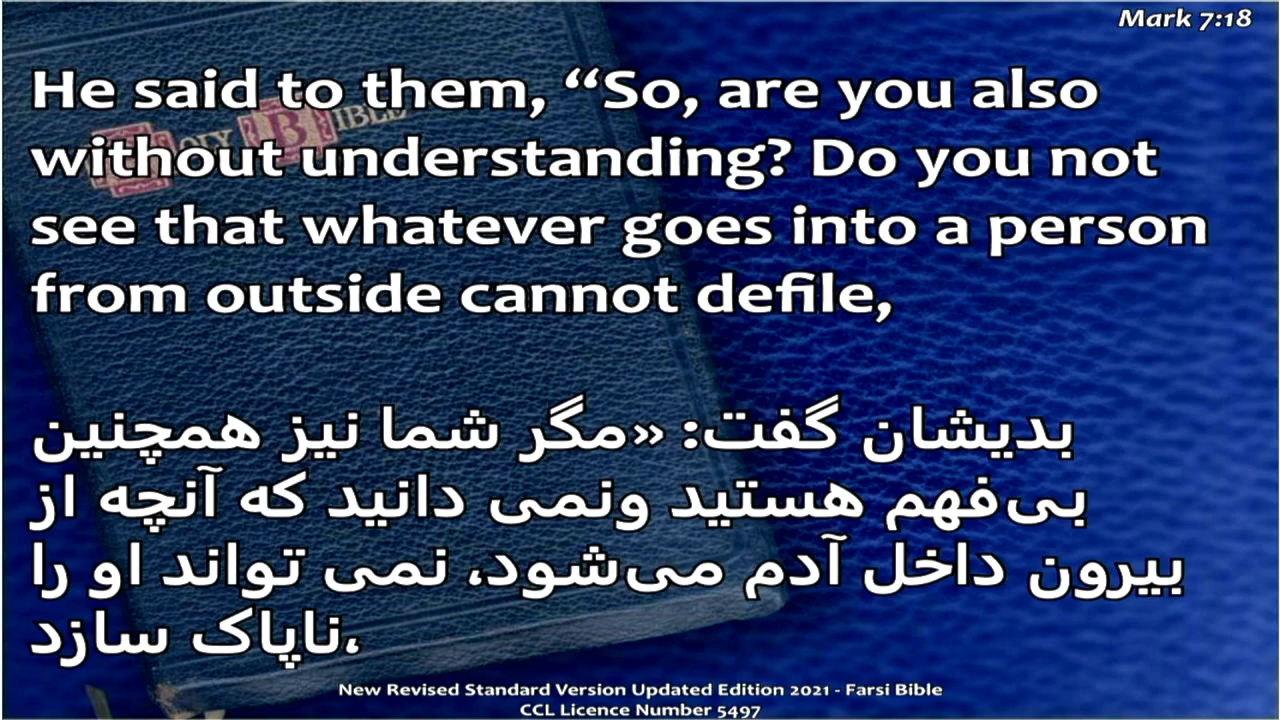 Mark 7:18
He said to them, “So, are you also
without understanding? Do you not
see that whatever goes into a person
from outside cannot defile,
بدیشان گفت: «مگر شما نیز همچنین
بی‌فهم هستید ونمی دانید که آنچه از
بیرون داخل آدم می‌شود، نمی تواند او را
ناپاک سازد،
HOLY BIBLE
New Revised Standard Version Updated Edition 2021 - Farsi Bible
CCL Licence Number 5497